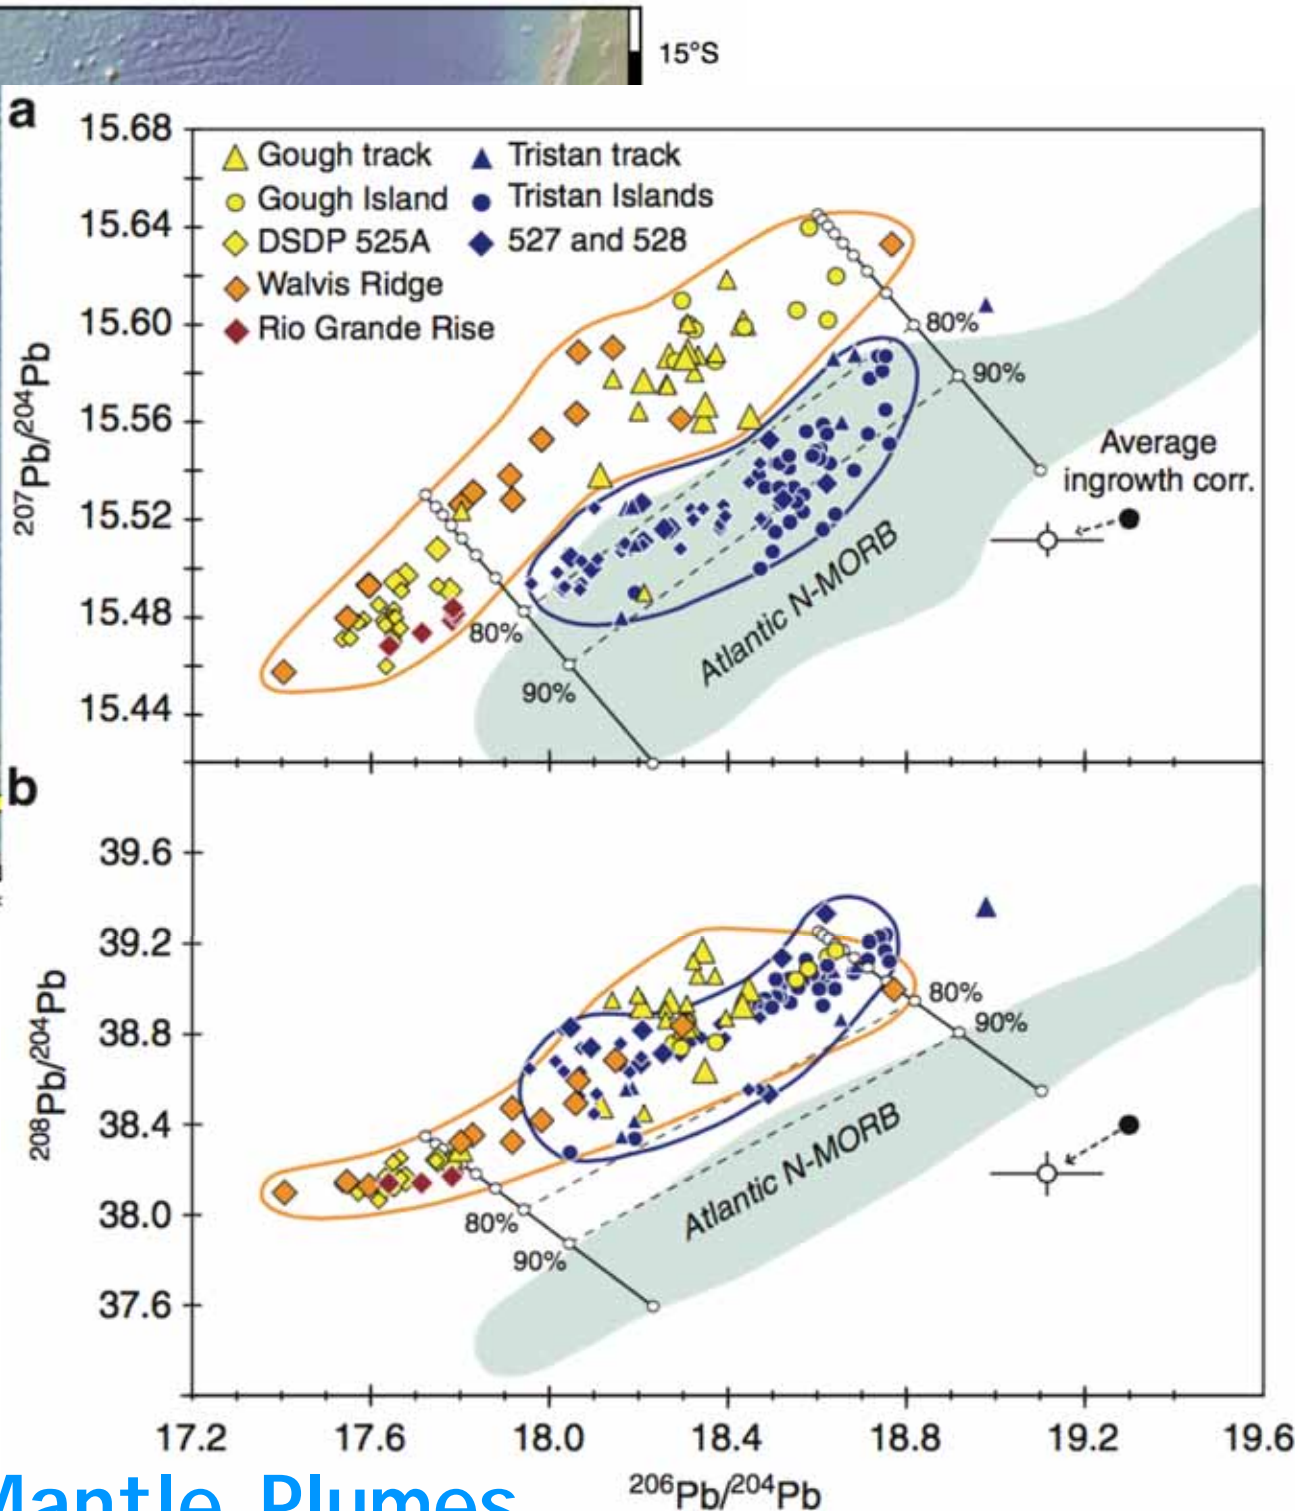 15°S
a
15.68
15.64
15.60
15.56
15.52
15.48
15.44
207Pb/204Pb
Gough track
Tristan track
Gough Island
Tristan Islands
DSDP 525A
527 and 528
Walvis Ridge
Rio Grande Rise
80%
90%
Average
ingrowth corr.
Atlantic N-MORB
80%
90%
b
39.6
39.2
38.8
38.4
38.0
37.6
208Pb/204Pb
80%
90%
Atlantic N-MORB
80%
90%
17.2 17.6 18.0 18.4 18.8 19.2 19.6
206Pb/204Pb
Mantle Plumes